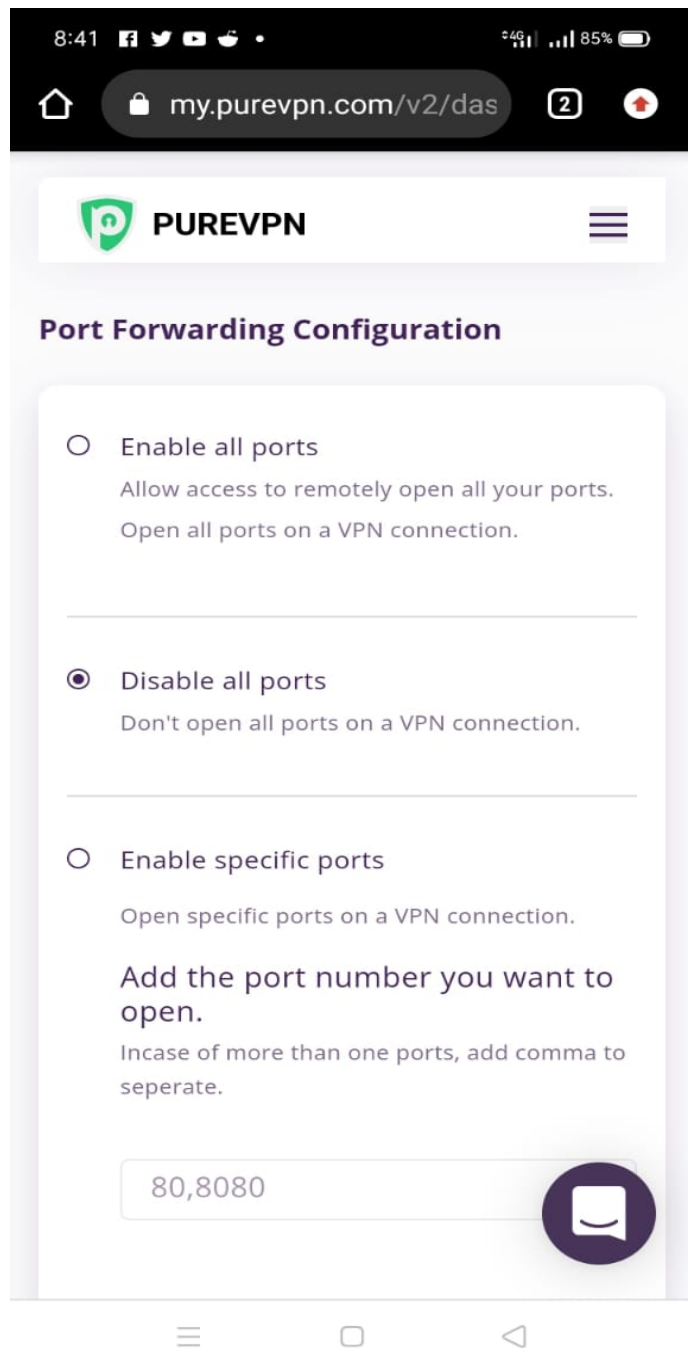 8:41 4G 85%
my.purevpn.com/v2/das 2
PUREVPN
Port Forwarding Configuration
Enable all ports
Allow access to remotely open all your ports.
Open all ports on a VPN connection.
Disable all ports
Don't open all ports on a VPN connection.
Enable specific ports
Open specific ports on a VPN connection.
Add the port number you want to
open.
Incase of more than one ports, add comma to
seperate.
80,8080